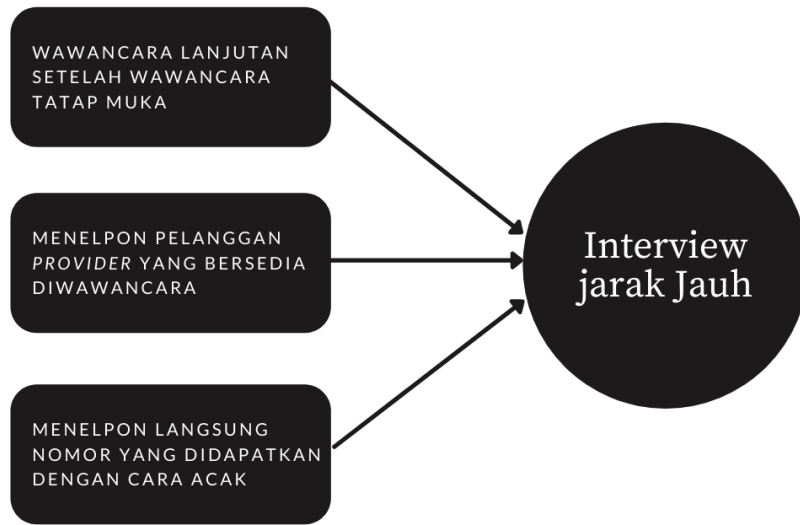 WAWANCARA LANJUTAN
SETELAH WAWANCARA
TATAP MUKA
MENELPON PELANGGAN
PROVIDER YANG BERSEDIA
DIWAWANCARA
MENELPON LANGSUNG
NOMOR YANG DIDAPATKAN
DENGAN CARA ACAK
Interview
jarak Jauh